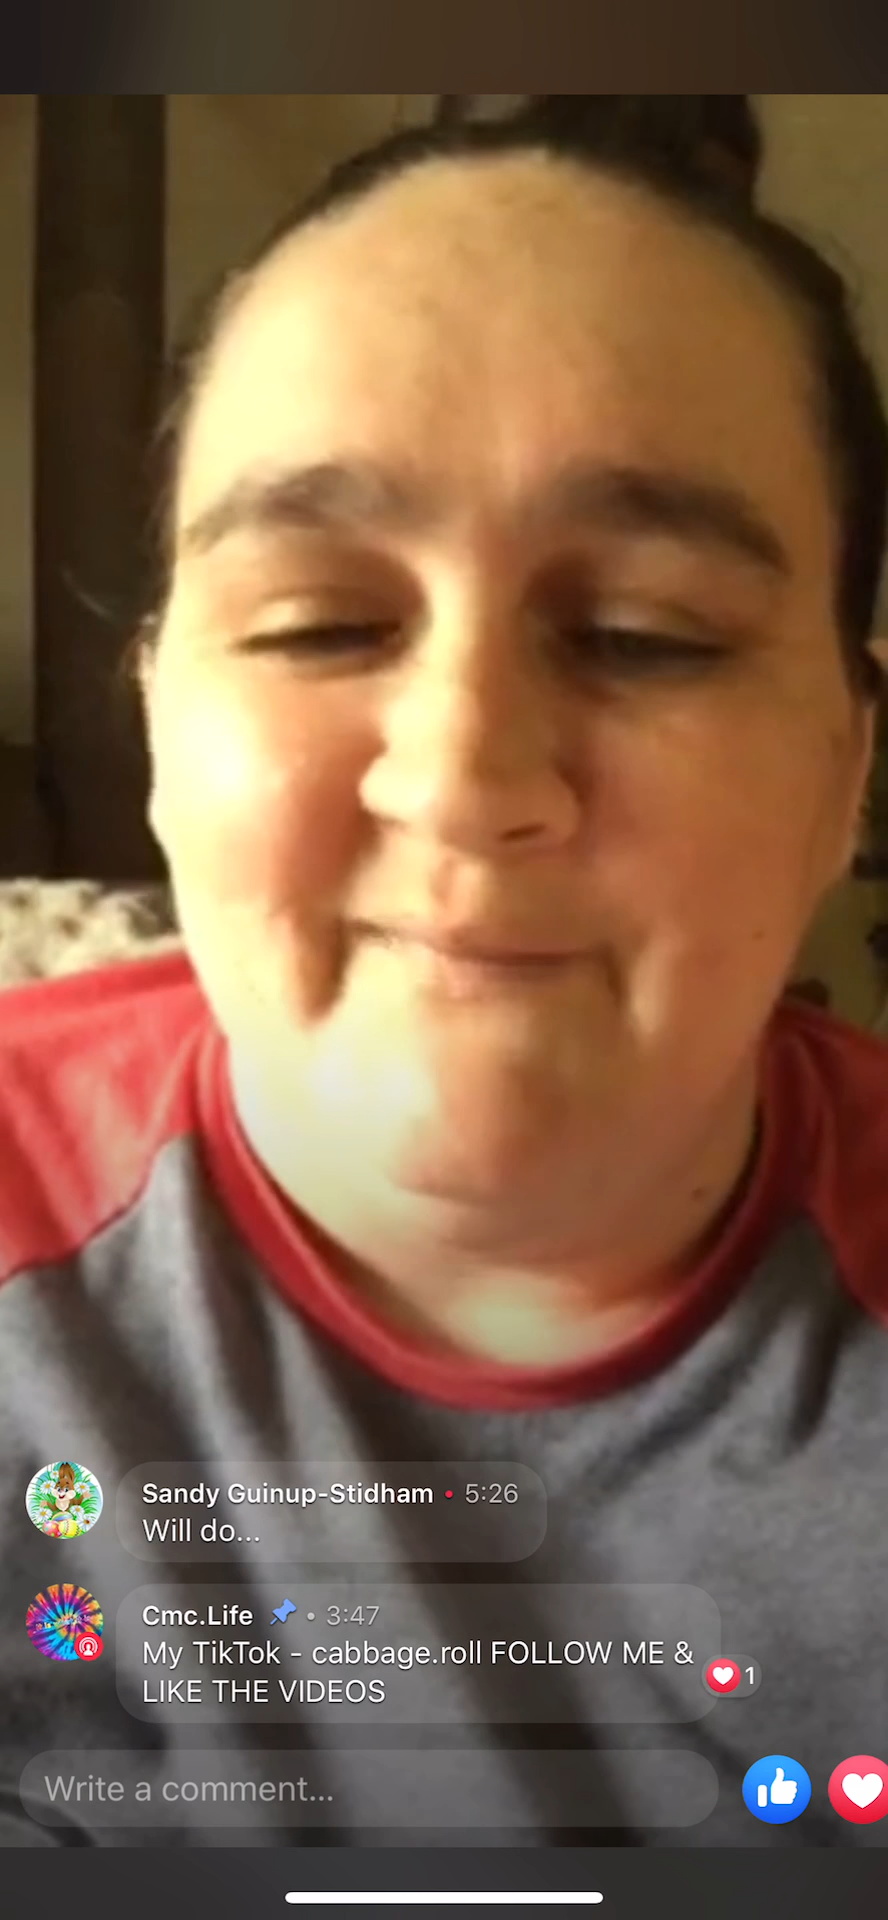 Sandy Guinup-Stidham • 5:26
Will do...
Cmc.Life • 3:47
My TikTok - cabbage.roll FOLLOW ME &
LIKE THE VIDEOS
1
Write a comment...